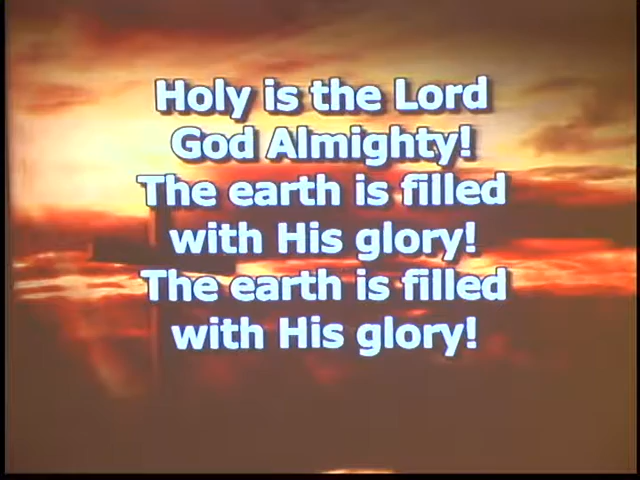 Holy is the Lord
God Almighty!
The earth is filled
with His glory!
The earth is filled
with His glory!